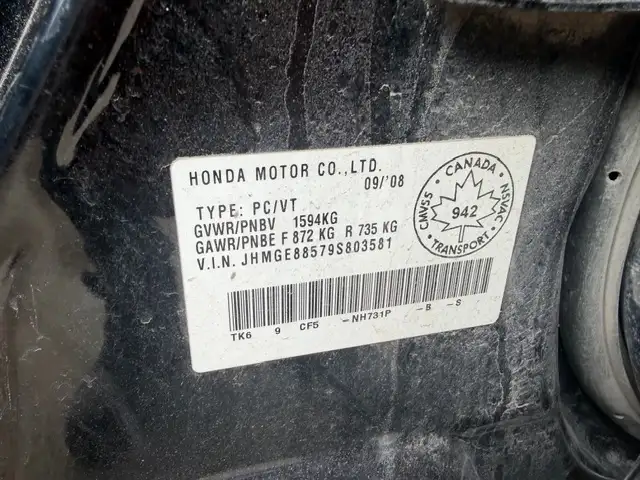 HONDA MOTOR CO.,LTD.
09/'08
TYPE: PC/VT
GVWR/PNBV 1594KG
GAWR/PNBE F 872 KG R 735 KG
V.I.N. JHMGE88579S803581
TK6 9 CF5 -NH731P -B -S
CANADA
CMVSS 942 NSVAC
TRANSPORT